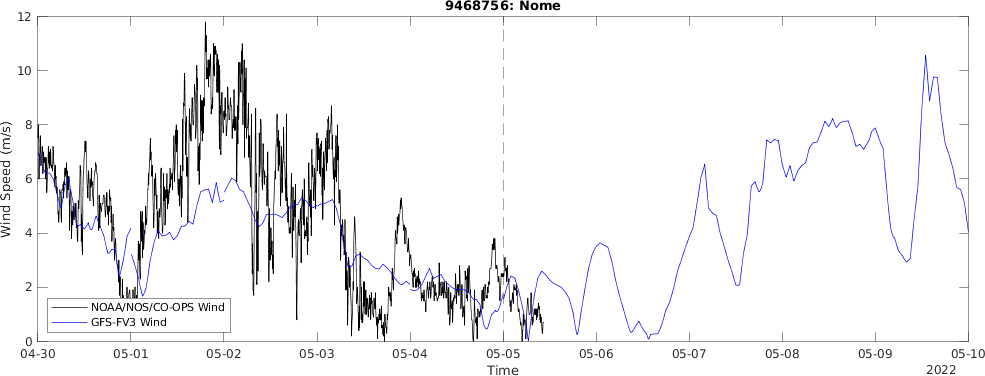 9468756: Nome
12
10
8
6
4
2
0
Wind Speed (m/s)
NOAA/NOS/CO-OPS Wind
GFS-FV3 Wind
04-30 05-01 05-02 05-03 05-04 05-05 05-06 05-07 05-08 05-09 05-10
Time
2022